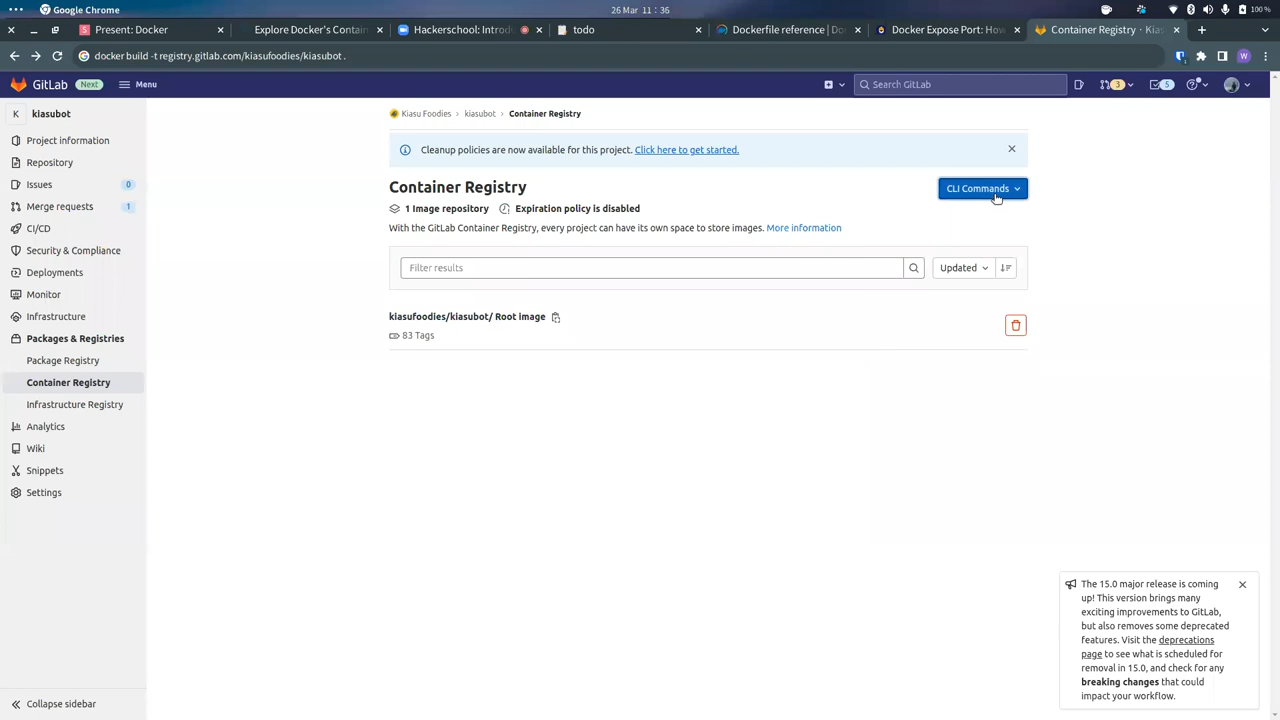 Google Chrome
26 Mar 11:36
100 %
Present: Docker
Explore Docker's Contain
Hackerschool: Introdu
todo
Dockerfile reference | Do
Docker Expose Port: How
Container Registry · Kias
docker build -t registry.gitlab.com/kiasufoodies/kiasubot .
W
GitLab
Next
Menu
Search GitLab
3
5
K
kiasubot
Project information
Repository
Issues
0
Merge requests
1
CI/CD
Security & Compliance
Deployments
Monitor
Infrastructure
Packages & Registries
Package Registry
Container Registry
Infrastructure Registry
Analytics
Wiki
Snippets
Settings
Collapse sidebar
Kiasu Foodies › kiasubot › Container Registry
Cleanup policies are now available for this project. Click here to get started.
Container Registry
CLI Commands
1 Image repository
Expiration policy is disabled
With the GitLab Container Registry, every project can have its own space to store images. More information
Filter results
Updated
kiasufoodies/kiasubot/ Root image
83 Tags
The 15.0 major release is coming
up! This version brings many
exciting improvements to GitLab,
but also removes some deprecated
features. Visit the deprecations
page to see what is scheduled for
removal in 15.0, and check for any
breaking changes that could
impact your workflow.